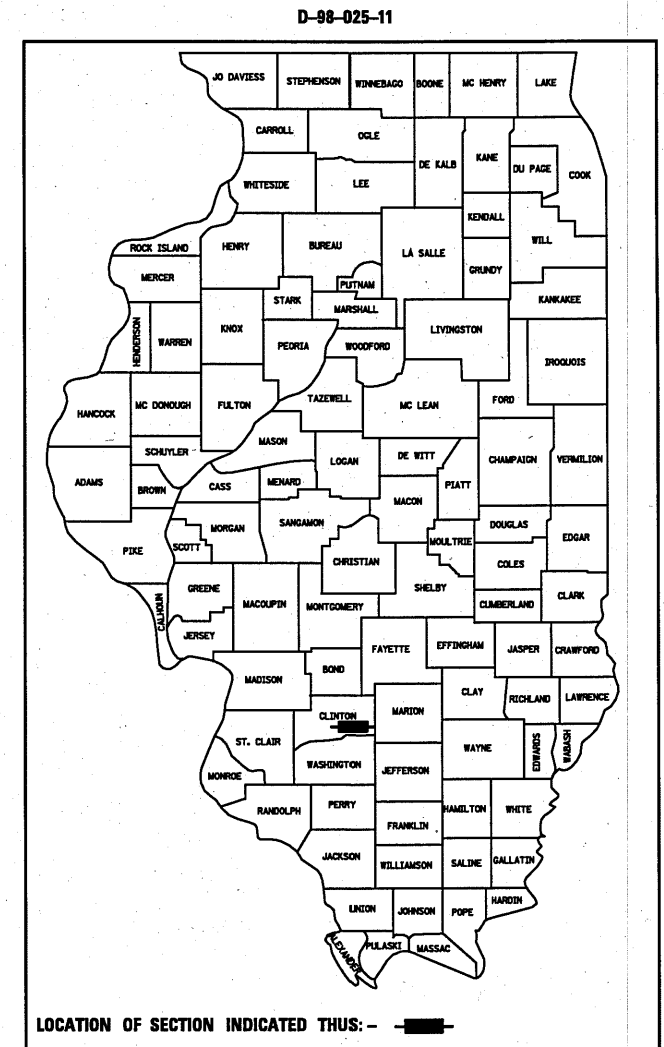 D-98-025-11
JO DAVIESS
STEPHENSON
WINNEBAGO
BOONE
MC HENRY
LAKE
CARROLL
OGLE
DE KALB
KANE
DU PAGE
COOK
WHITESIDE
LEE
KENDALL
WILL
ROCK ISLAND
HENRY
BUREAU
LA SALLE
GRUNDY
MERCER
PUTNAM
KANKAKEE
STARK
MARSHALL
HENDERSON
WARREN
KNOX
PEORIA
WOODFORD
LIVINGSTON
IROQUOIS
HANCOCK
MC DONOUGH
FULTON
TAZEWELL
MC LEAN
FORD
MASON
SCHUYLER
LOGAN
DE WITT
CHAMPAIGN
VERMILION
ADAMS
BROWN
CASS
MENARD
PIATT
MACON
MORGAN
SANGAMON
DOUGLAS
EDGAR
PIKE
SCOTT
CHRISTIAN
MOULTRIE
COLES
CALHOUN
GREENE
MACOUPIN
MONTGOMERY
SHELBY
CUMBERLAND
CLARK
JERSEY
FAYETTE
EFFINGHAM
JASPER
CRAWFORD
MADISON
BOND
CLAY
RICHLAND
LAWRENCE
CLINTON
MARION
ST. CLAIR
WAYNE
EDWARDS
WABASH
WASHINGTON
JEFFERSON
MONROE
RANDOLPH
PERRY
HAMILTON
WHITE
FRANKLIN
JACKSON
WILLIAMSON
SALINE
GALLATIN
UNION
JOHNSON
POPE
HARDIN
ALEXANDER
PULASKI
MASSAC
LOCATION OF SECTION INDICATED THUS: -